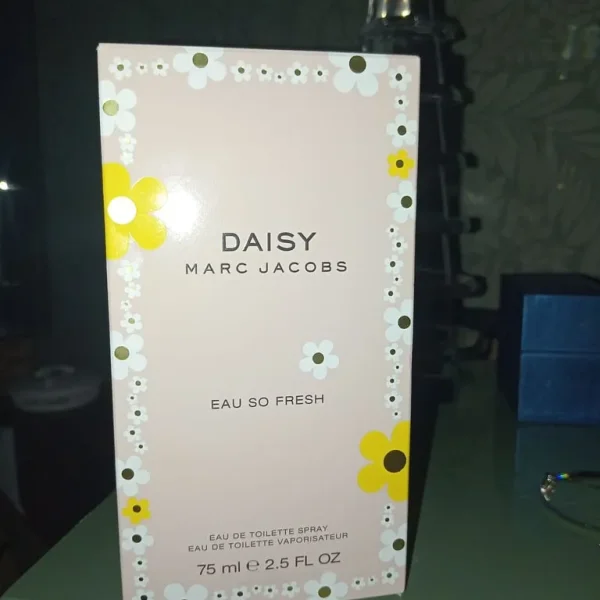 DAISY
MARC JACOBS
EAU SO FRESH
EAU DE TOILETTE SPRAY
EAU DE TOILETTE VAPORISATEUR
75 ml ℮ 2.5 FL OZ